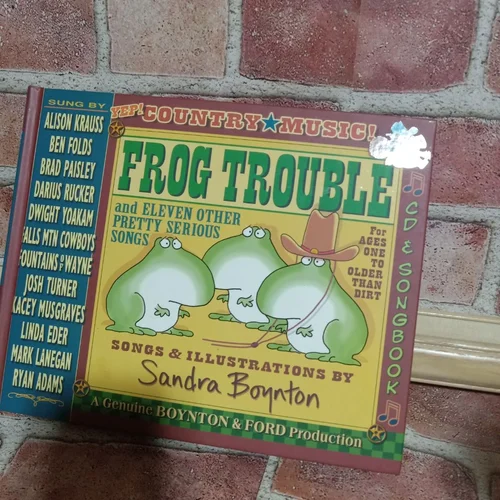 SUNG BY
ALISON KRAUSS
BEN FOLDS
BRAD PAISLEY
DARIUS RUCKER
DWIGHT YOAKAM
ALLS MTN COWBOYS
FOUNTAINS OF WAYNE
JOSH TURNER
KACEY MUSGRAVES
LINDA EDER
MARK LANEGAN
RYAN ADAMS
YEP! COUNTRY MUSIC!
FROG TROUBLE
and ELEVEN OTHER
PRETTY SERIOUS
SONGS
For
AGES
ONE
TO
OLDER
THAN
DIRT
SONGS & ILLUSTRATIONS BY
Sandra Boynton
A Genuine BOYNTON & FORD Production
CD & SONGBOOK